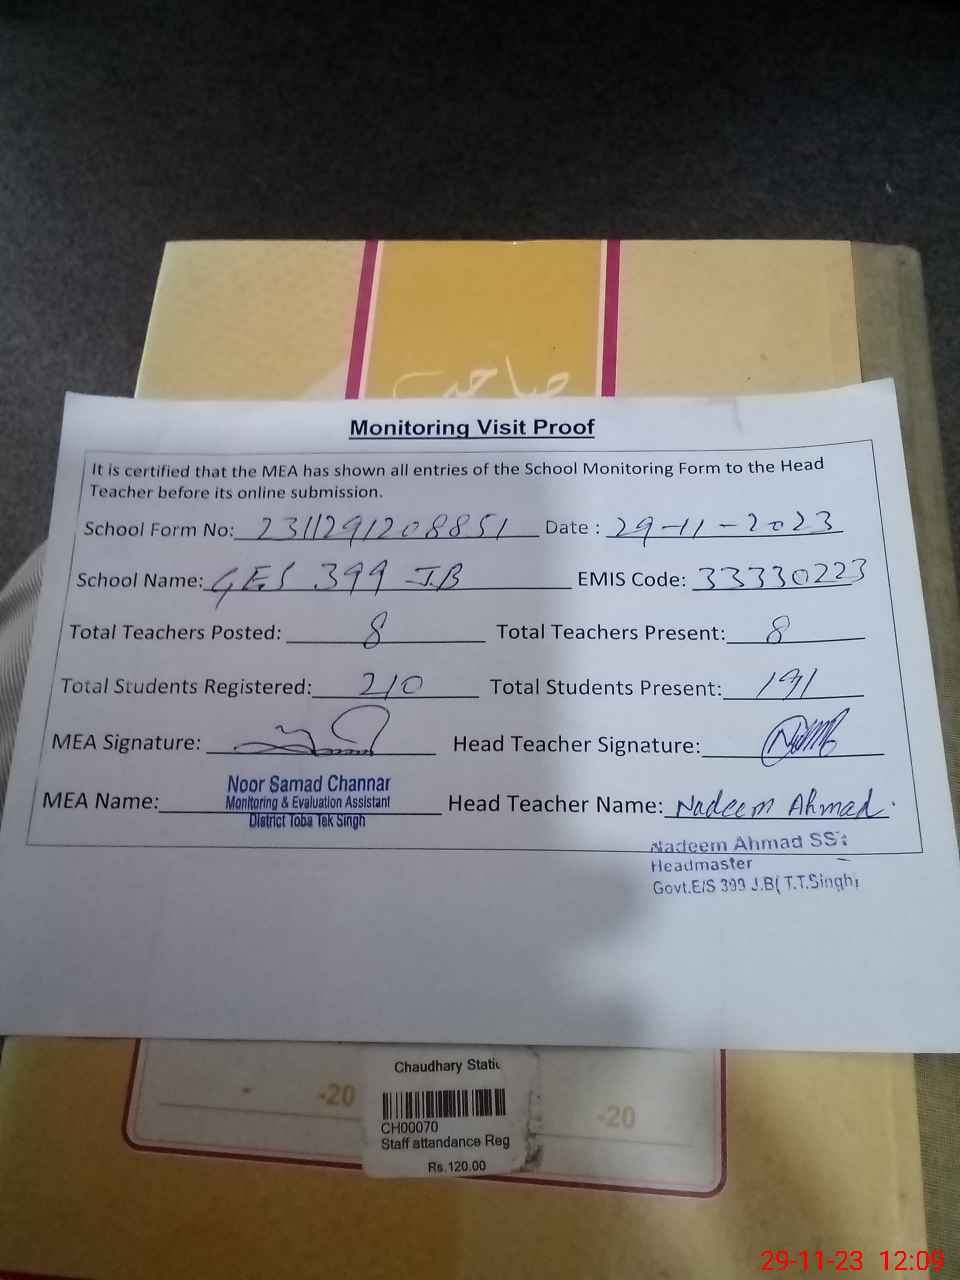 صاحب
Monitoring Visit Proof
It is certified that the MEA has shown all entries of the School Monitoring Form to the Head
Teacher before its online submission.
School Form No: 2311291208851 Date : 29-11-2023
School Name: GES 399 J.B EMIS Code: 33330223
Total Teachers Posted: 8 Total Teachers Present: 8
Total Students Registered: 210 Total Students Present: 191
MEA Signature: Head Teacher Signature:
Noor Samad Channar
Monitoring & Evaluation Assistant
District Toba Tek Singh
MEA Name: Head Teacher Name: Nadeem Ahmad.
Nadeem Ahmad SST
Headmaster
Govt.E/S 399 J.B( T.T.Singh)
Chaudhary Static
-20 -20
CH00070
Staff attandance Reg
Rs.120.00
29-11-23 12:09